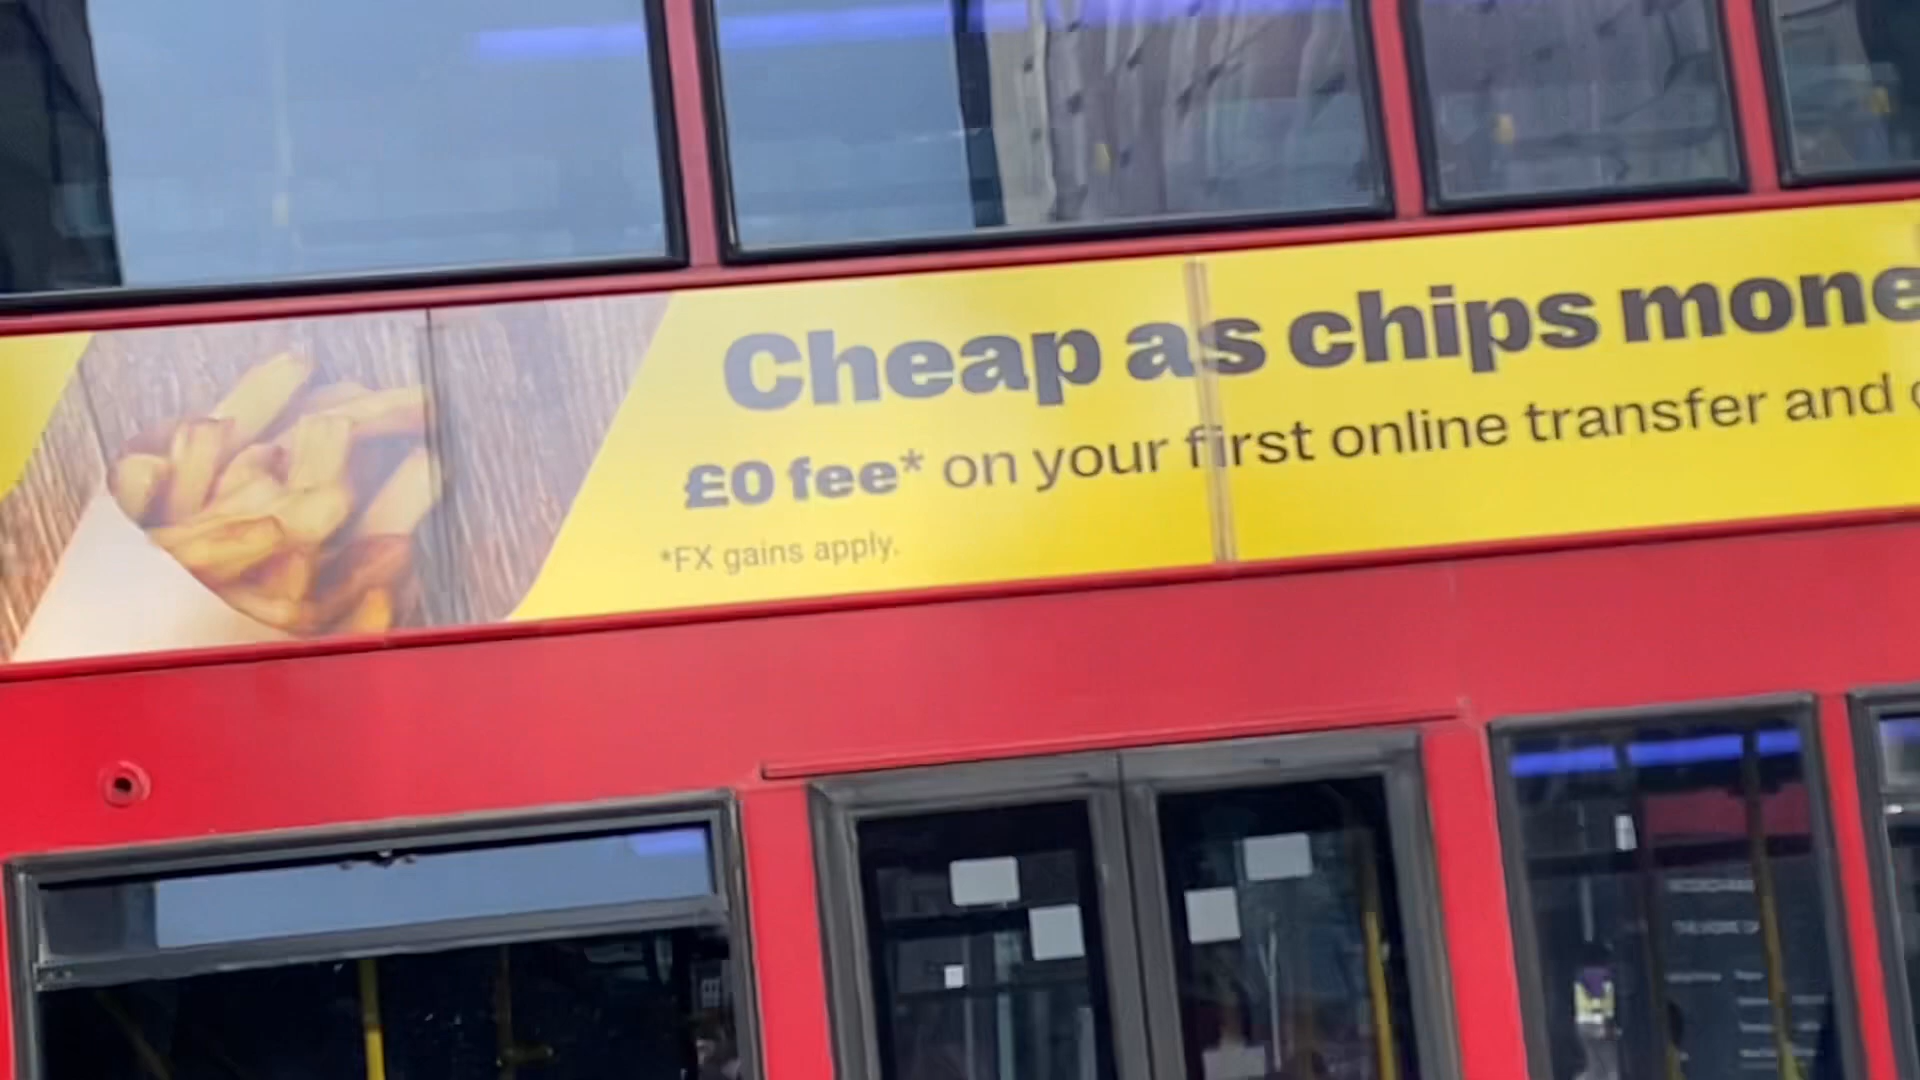 Cheap as chips mone
£0 fee* on your first online transfer and
*FX gains apply.